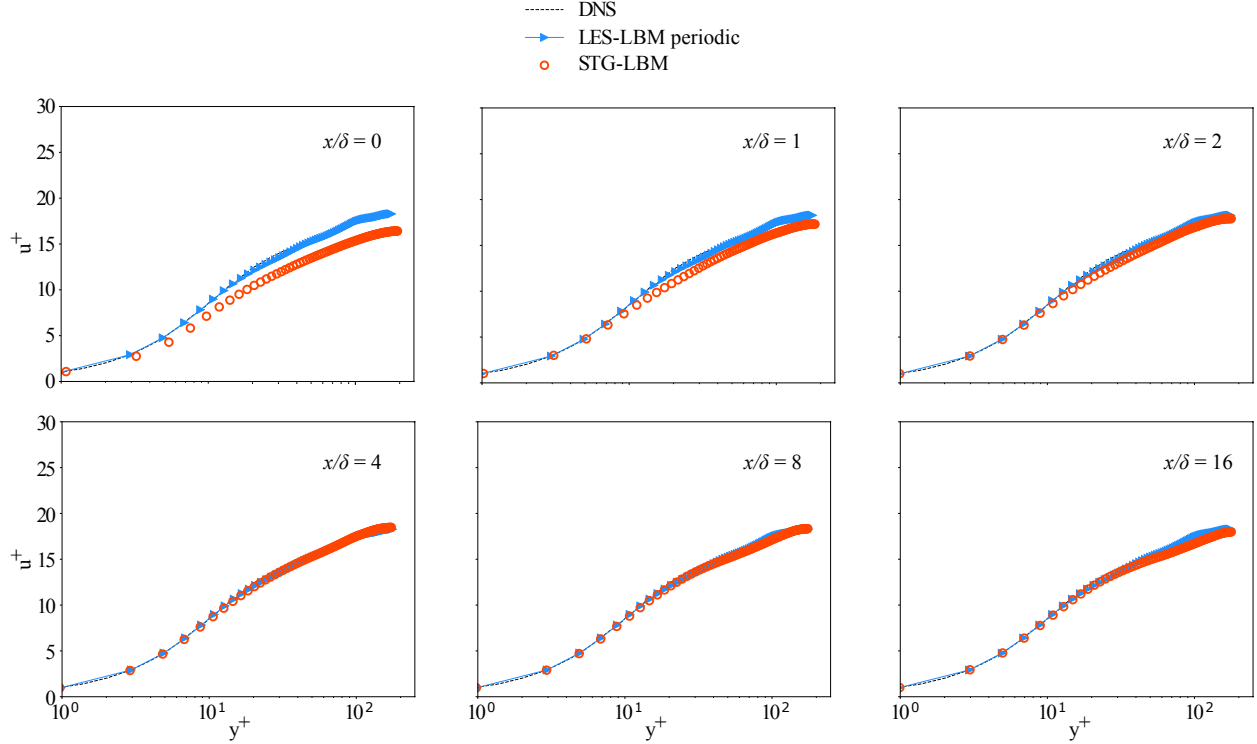 DNS
LES-LBM periodic
STG-LBM
30
25
20
15
10
5
0
u+
x/δ = 0
x/δ = 1
x/δ = 2
30
25
20
15
10
5
0
u+
x/δ = 4
x/δ = 8
x/δ = 16
10^0 10^1 10^2
10^0 10^1 10^2
10^0 10^1 10^2
y+ y+ y+